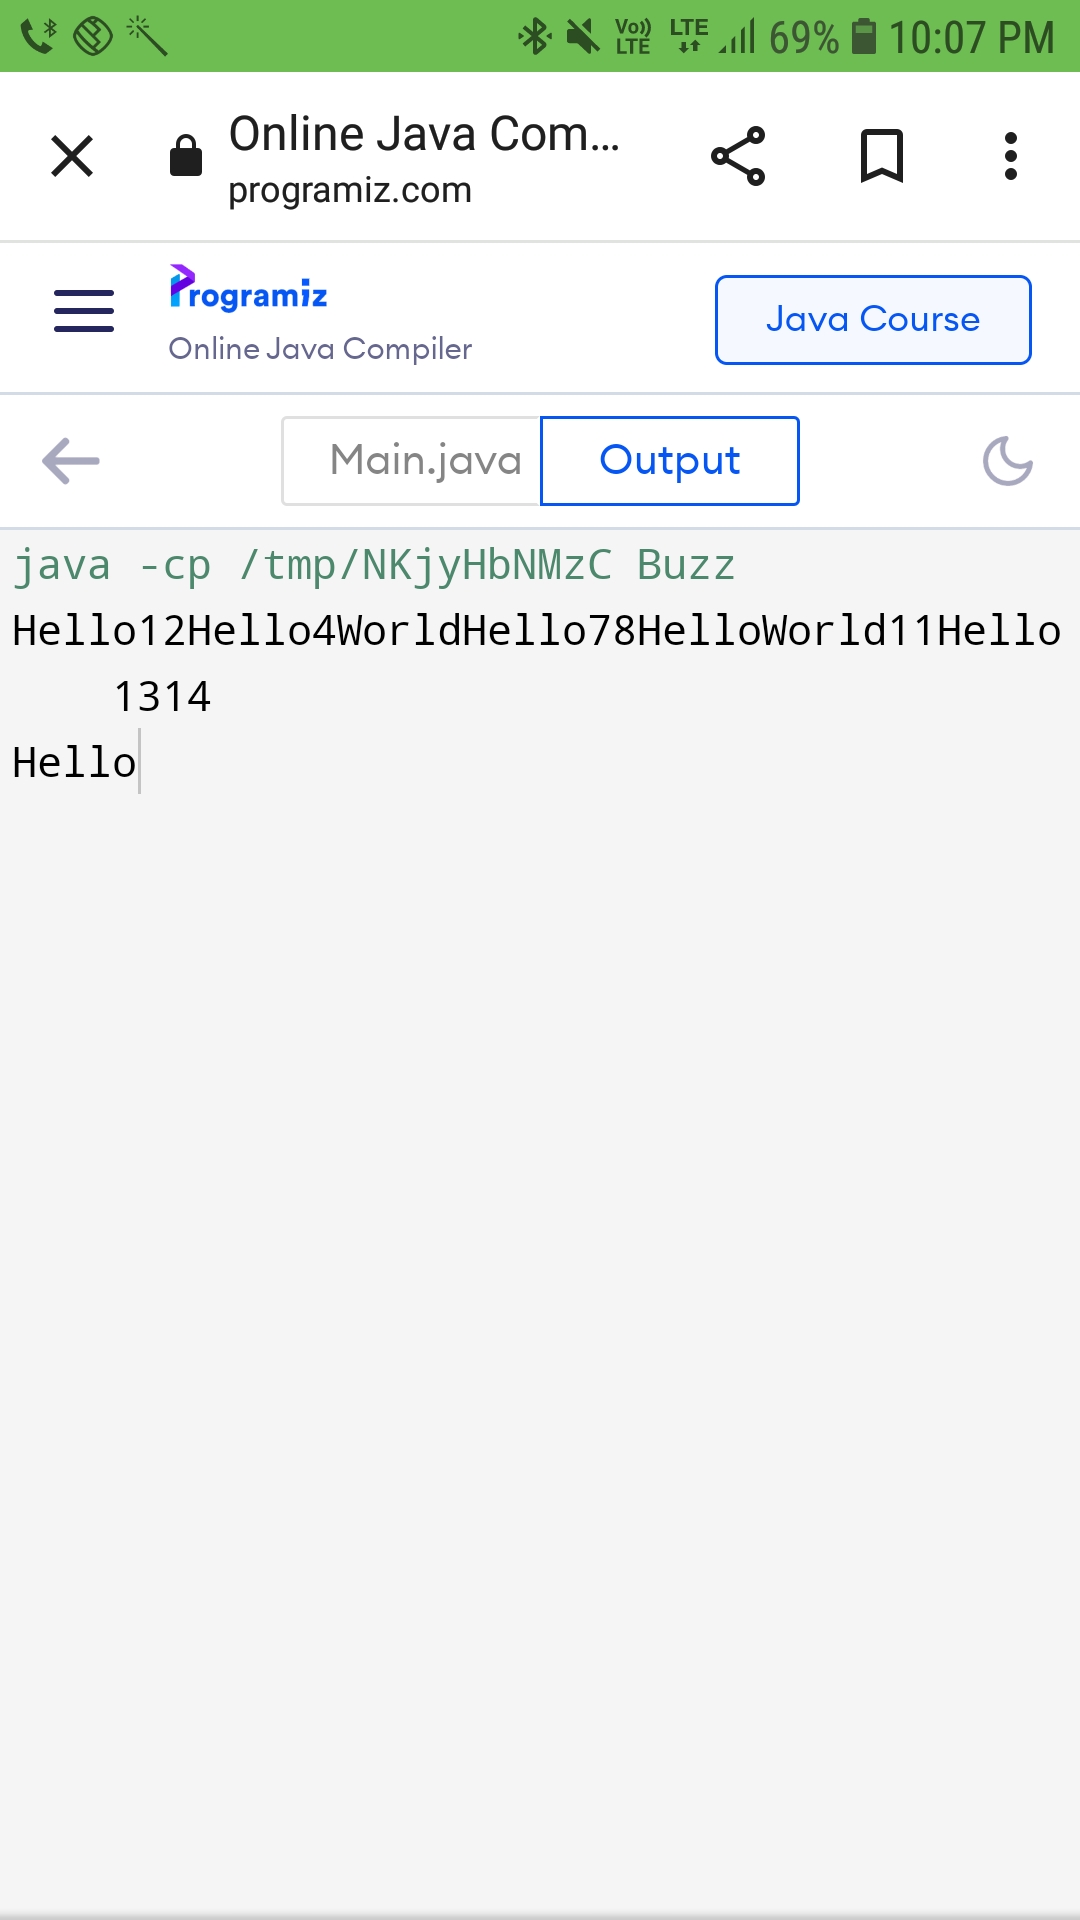 Vo)) LTE LTE 69% 10:07 PM
Online Java Com...
programiz.com
Programiz
Online Java Compiler
Java Course
Main.java
Output
java -cp /tmp/NKjyHbNMzC Buzz
Hello12Hello4WorldHello78HelloWorld11Hello
1314
Hello